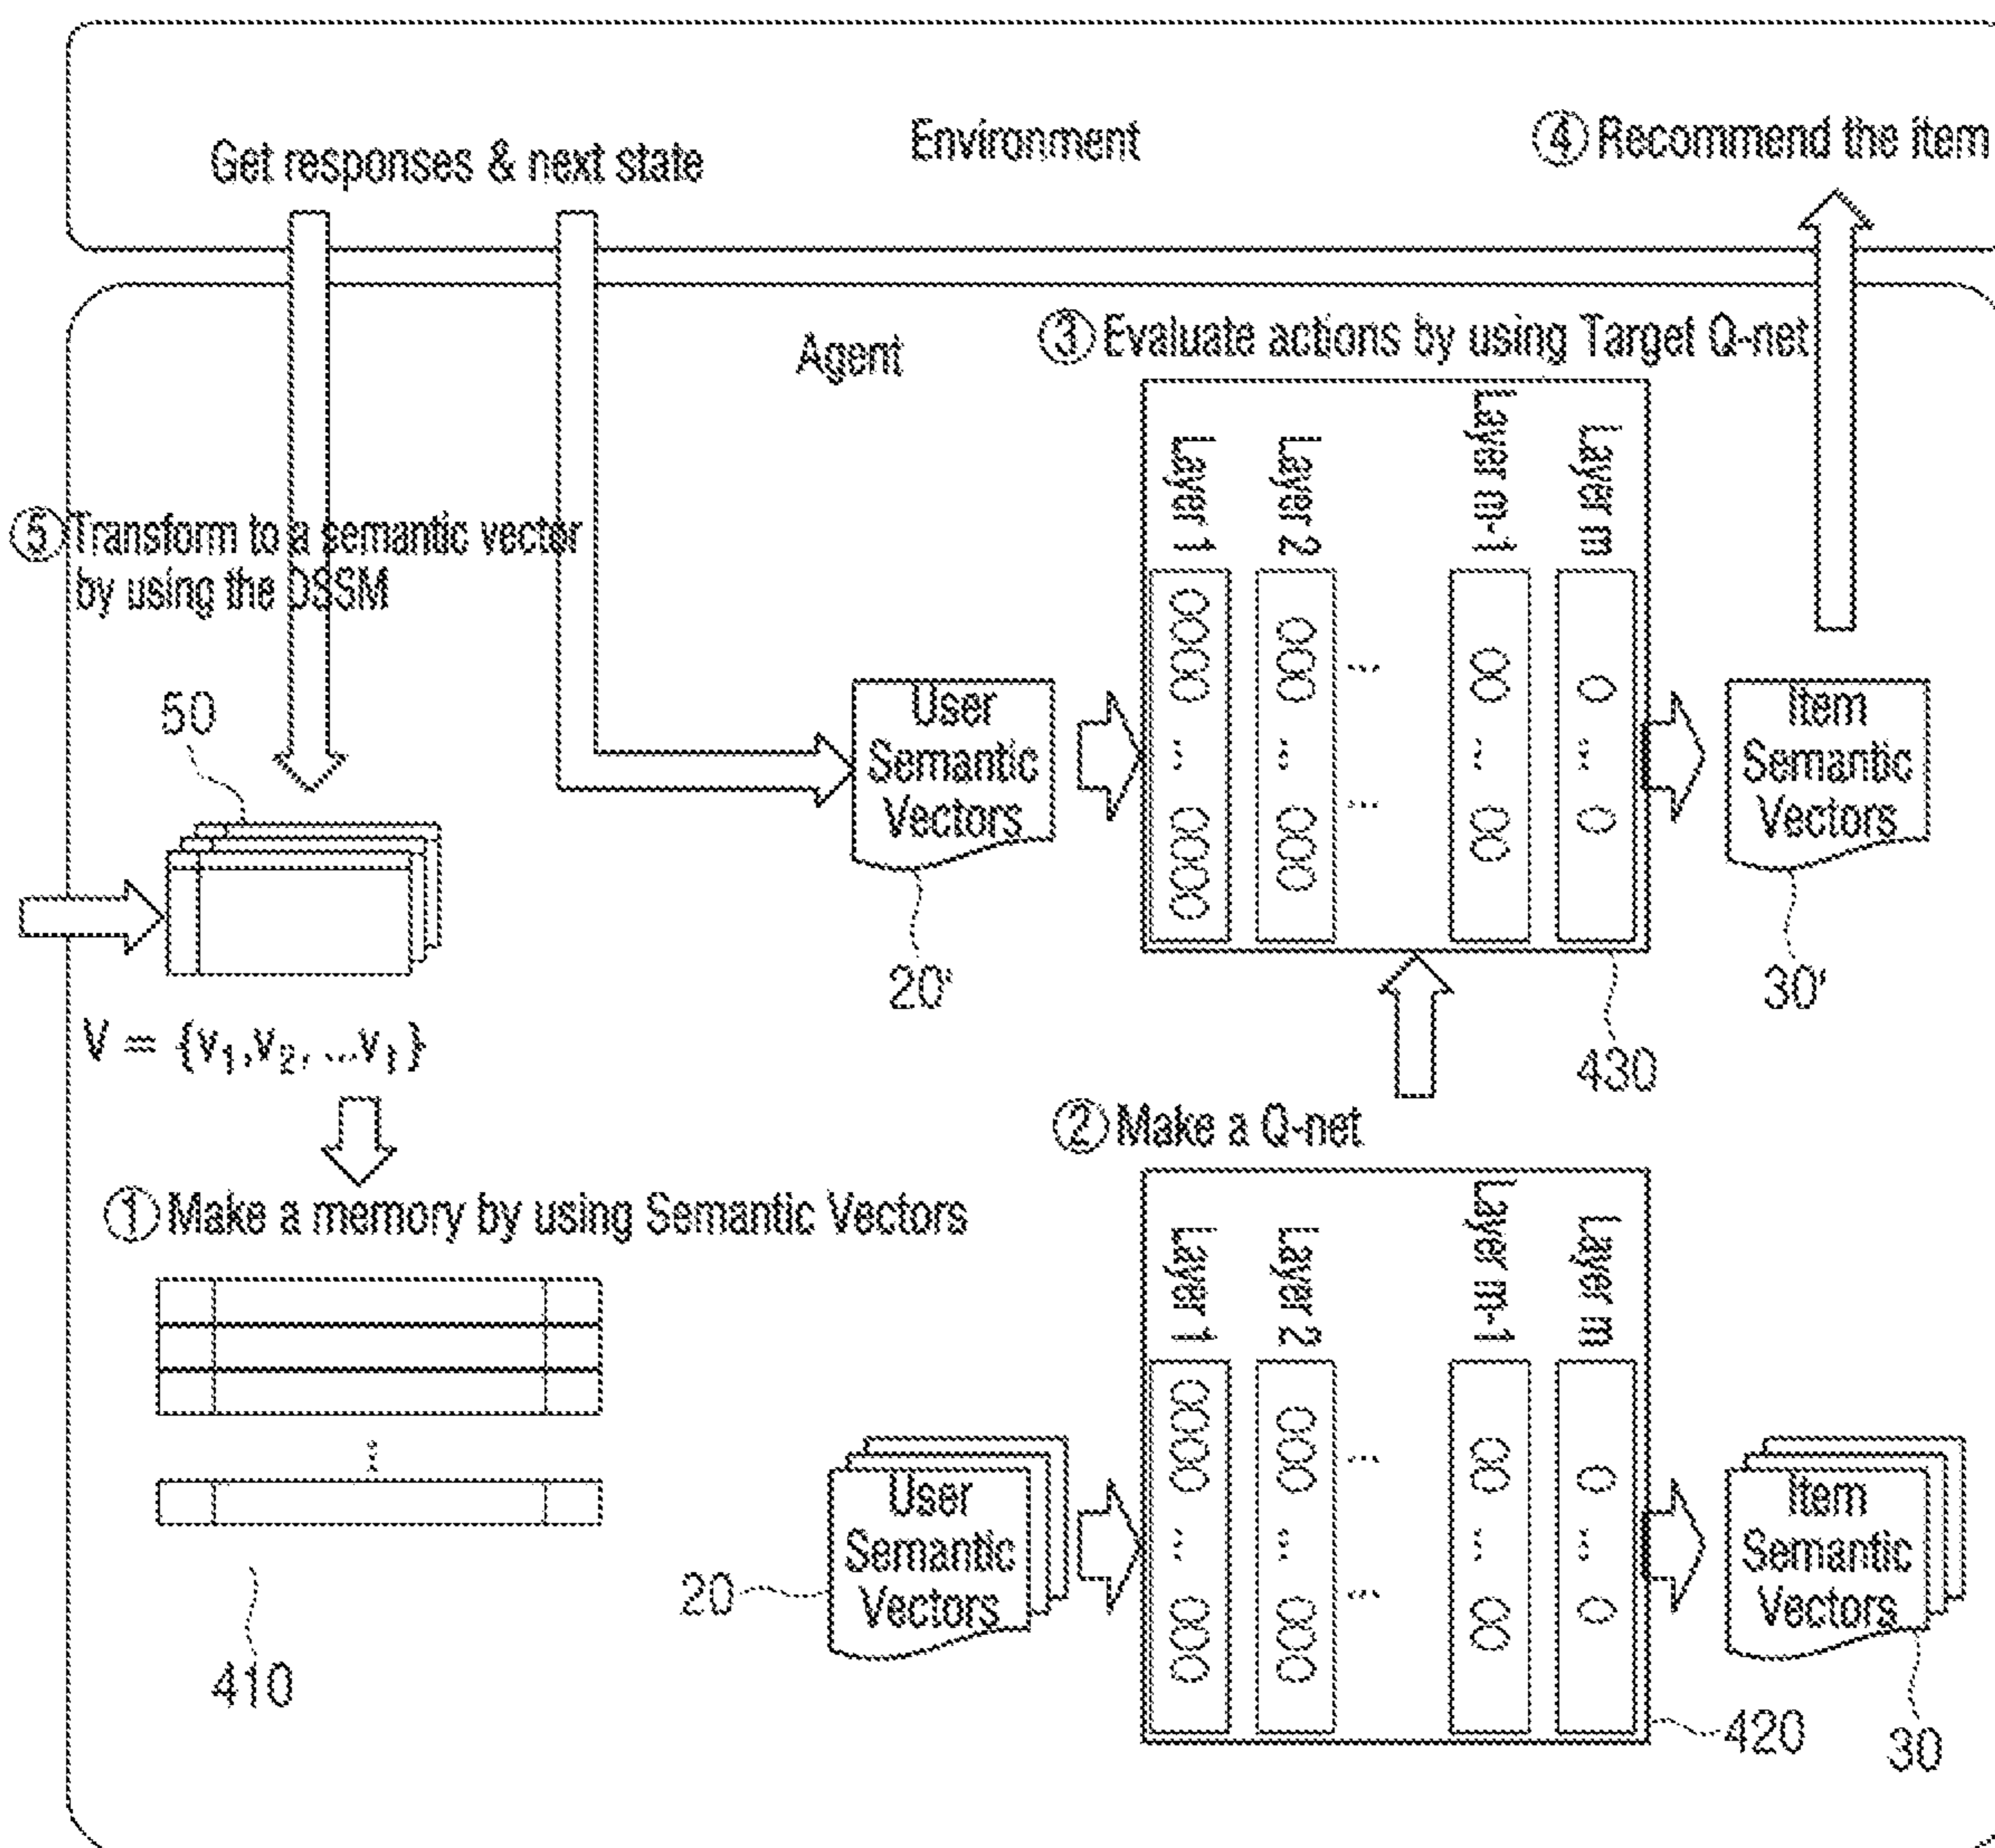 Environment
Get responses & next state
④ Recommend the item
Agent
③ Evaluate actions by using Target Q-net
Layer 1
Layer 2
Layer m-1
Layer m
⑤ Transform to a semantic vector
by using the DSSM
50
User
Semantic
Vectors
Item
Semantic
Vectors
20'
30'
430
V = {v₁,v₂, ...v₁}
② Make a Q-net
① Make a memory by using Semantic Vectors
Layer 1
Layer 2
Layer m-1
Layer m
20
User
Semantic
Vectors
Item
Semantic
Vectors
410
420
30